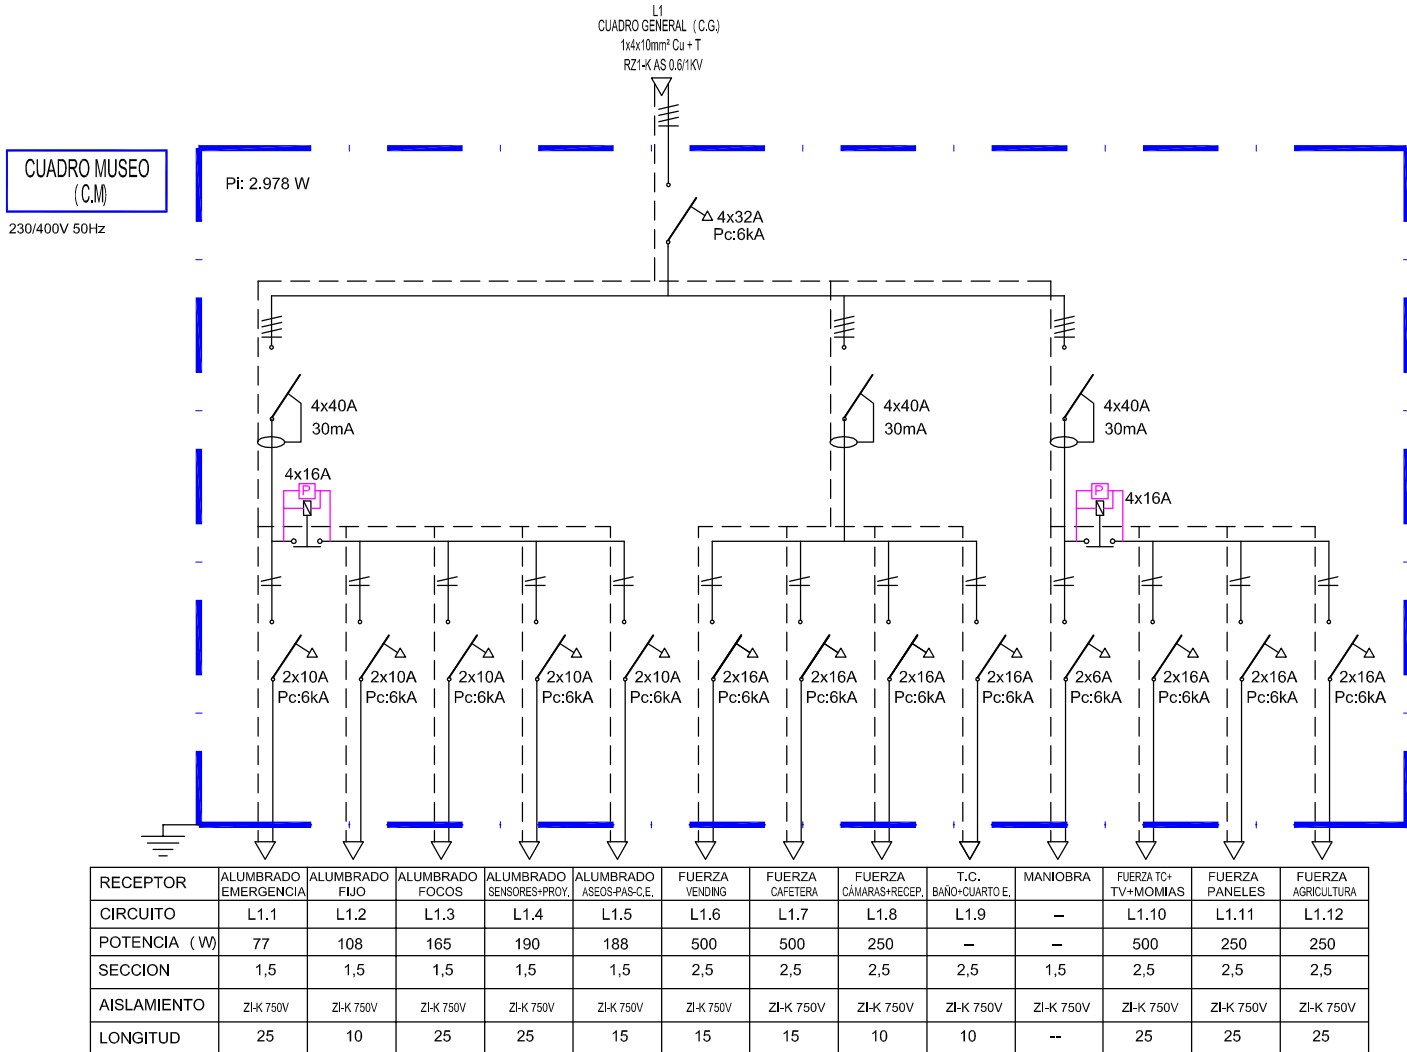 L1
CUADRO GENERAL (C.G.)
1x4x10mm² Cu + T
RZ1-K AS 0.6/1KV
CUADRO MUSEO
(C.M)
230/400V 50Hz
Pi: 2.978 W
4x32A
Pc:6kA
4x40A
30mA
4x40A
30mA
4x40A
30mA
4x16A
P
P
4x16A
2x10A
Pc:6kA
2x10A
Pc:6kA
2x10A
Pc:6kA
2x10A
Pc:6kA
2x10A
Pc:6kA
2x16A
Pc:6kA
2x16A
Pc:6kA
2x16A
Pc:6kA
2x16A
Pc:6kA
2x6A
Pc:6kA
2x16A
Pc:6kA
2x16A
Pc:6kA
2x16A
Pc:6kA
RECEPTOR
ALUMBRADO
EMERGENCIA
ALUMBRADO
FIJO
ALUMBRADO
FOCOS
ALUMBRADO
SENSORES+PROY.
ALUMBRADO
ASEOS-PAS-C.E.
FUERZA
VENDING
FUERZA
CAFETERA
FUERZA
CÁMARAS+RECEP.
T.C.
BAÑO+CUARTO E.
MANIOBRA
FUERZA TC+
TV+MOMIAS
FUERZA
PANELES
FUERZA
AGRICULTURA
CIRCUITO L1.1 L1.2 L1.3 L1.4 L1.5 L1.6 L1.7 L1.8 L1.9 – L1.10 L1.11 L1.12
POTENCIA (W) 77 108 165 190 188 500 500 250 – – 500 250 250
SECCION 1,5 1,5 1,5 1,5 1,5 2,5 2,5 2,5 2,5 1,5 2,5 2,5 2,5
AISLAMIENTO ZI-K 750V ZI-K 750V ZI-K 750V ZI-K 750V ZI-K 750V ZI-K 750V ZI-K 750V ZI-K 750V ZI-K 750V ZI-K 750V ZI-K 750V ZI-K 750V ZI-K 750V
LONGITUD 25 10 25 25 15 15 15 10 10 -- 25 25 25